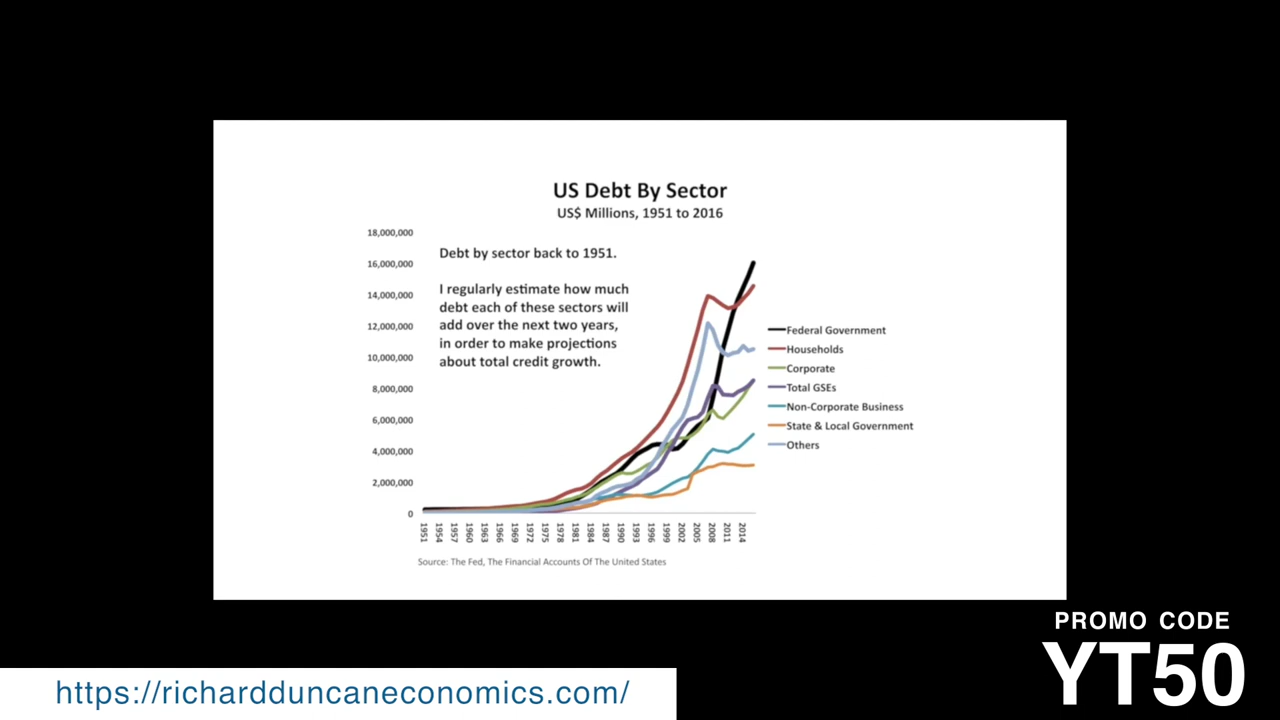 US Debt By Sector
US$ Millions, 1951 to 2016
18,000,000
16,000,000
14,000,000
12,000,000
10,000,000
8,000,000
6,000,000
4,000,000
2,000,000
0
Debt by sector back to 1951.
I regularly estimate how much
debt each of these sectors will
add over the next two years,
in order to make projections
about total credit growth.
Federal Government
Households
Corporate
Total GSEs
Non-Corporate Business
State & Local Government
Others
1951 1954 1957 1960 1963 1966 1969 1972 1975 1978 1981 1984 1987 1990 1993 1996 1999 2002 2005 2008 2011 2014
Source: The Fed, The Financial Accounts Of The United States
PROMO CODE
YT50
https://richardduncaneconomics.com/